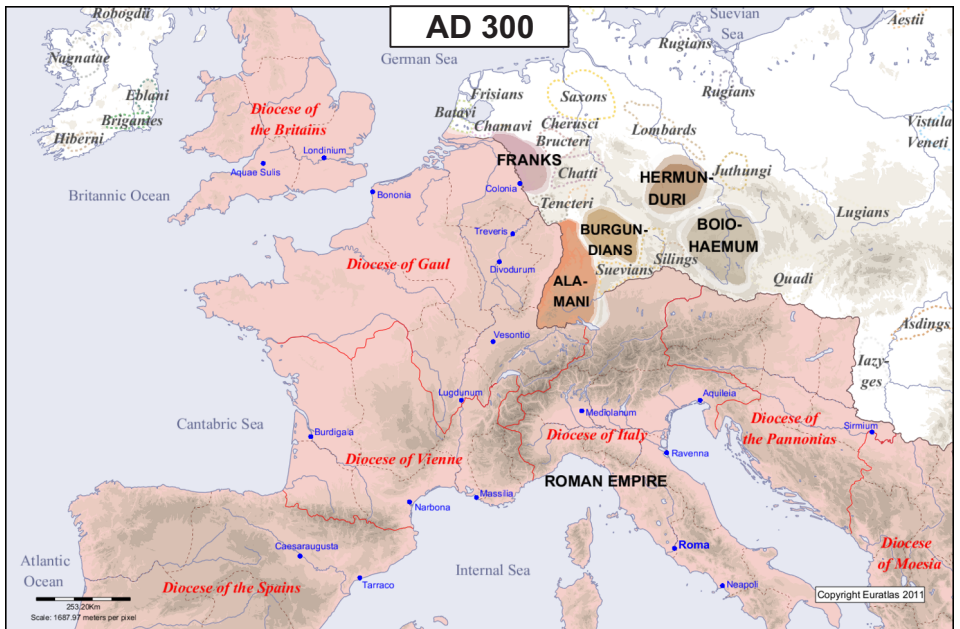 AD 300
Robogdii
Nagnatae
Eblani
Brigantes
Hiberni
Diocese of
the Britains
Londinium
Aquae Sulis
Britannic Ocean
Bononia
German Sea
Suevian
Sea
Aestii
Rugians
Rugians
Frisians
Saxons
Batavi
Chamavi
Cherusci
Bructeri
Lombards
Vistula
Veneti
FRANKS
Chatti
Colonia
Tencteri
HERMUN-
DURI
Juthungi
Lugians
BURGUN-
DIANS
BOIO-
HAEMUM
Treveris
Diocese of Gaul
Divodurum
Suevians
Silings
Quadi
ALA-
MANI
Asdings
Iazy-
ges
Vesontio
Lugdunum
Mediolanum
Aquileia
Cantabric Sea
Burdigala
Diocese of Vienne
Diocese of Italy
Diocese of
the Pannonias
Sirmium
Ravenna
ROMAN EMPIRE
Massilia
Narbona
Caesaraugusta
Roma
Diocese
of Moesia
Atlantic
Ocean
Diocese of the Spains
Tarraco
Internal Sea
Neapoli
253.20Km
Scale: 1687.97 meters per pixel
Copyright Euratlas 2011